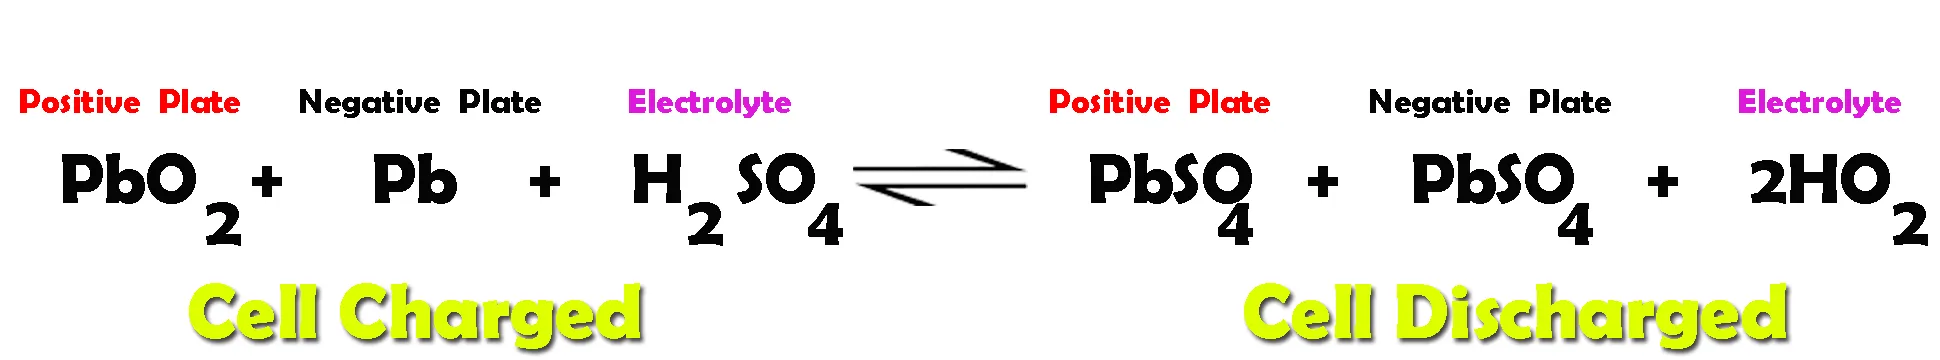 Positive Plate Negative Plate Electrolyte Positive Plate Negative Plate Electrolyte
PbO₂ + Pb + H₂SO₄ ⇌ PbSO₄ + PbSO₄ + 2HO₂
Cell Charged Cell Discharged